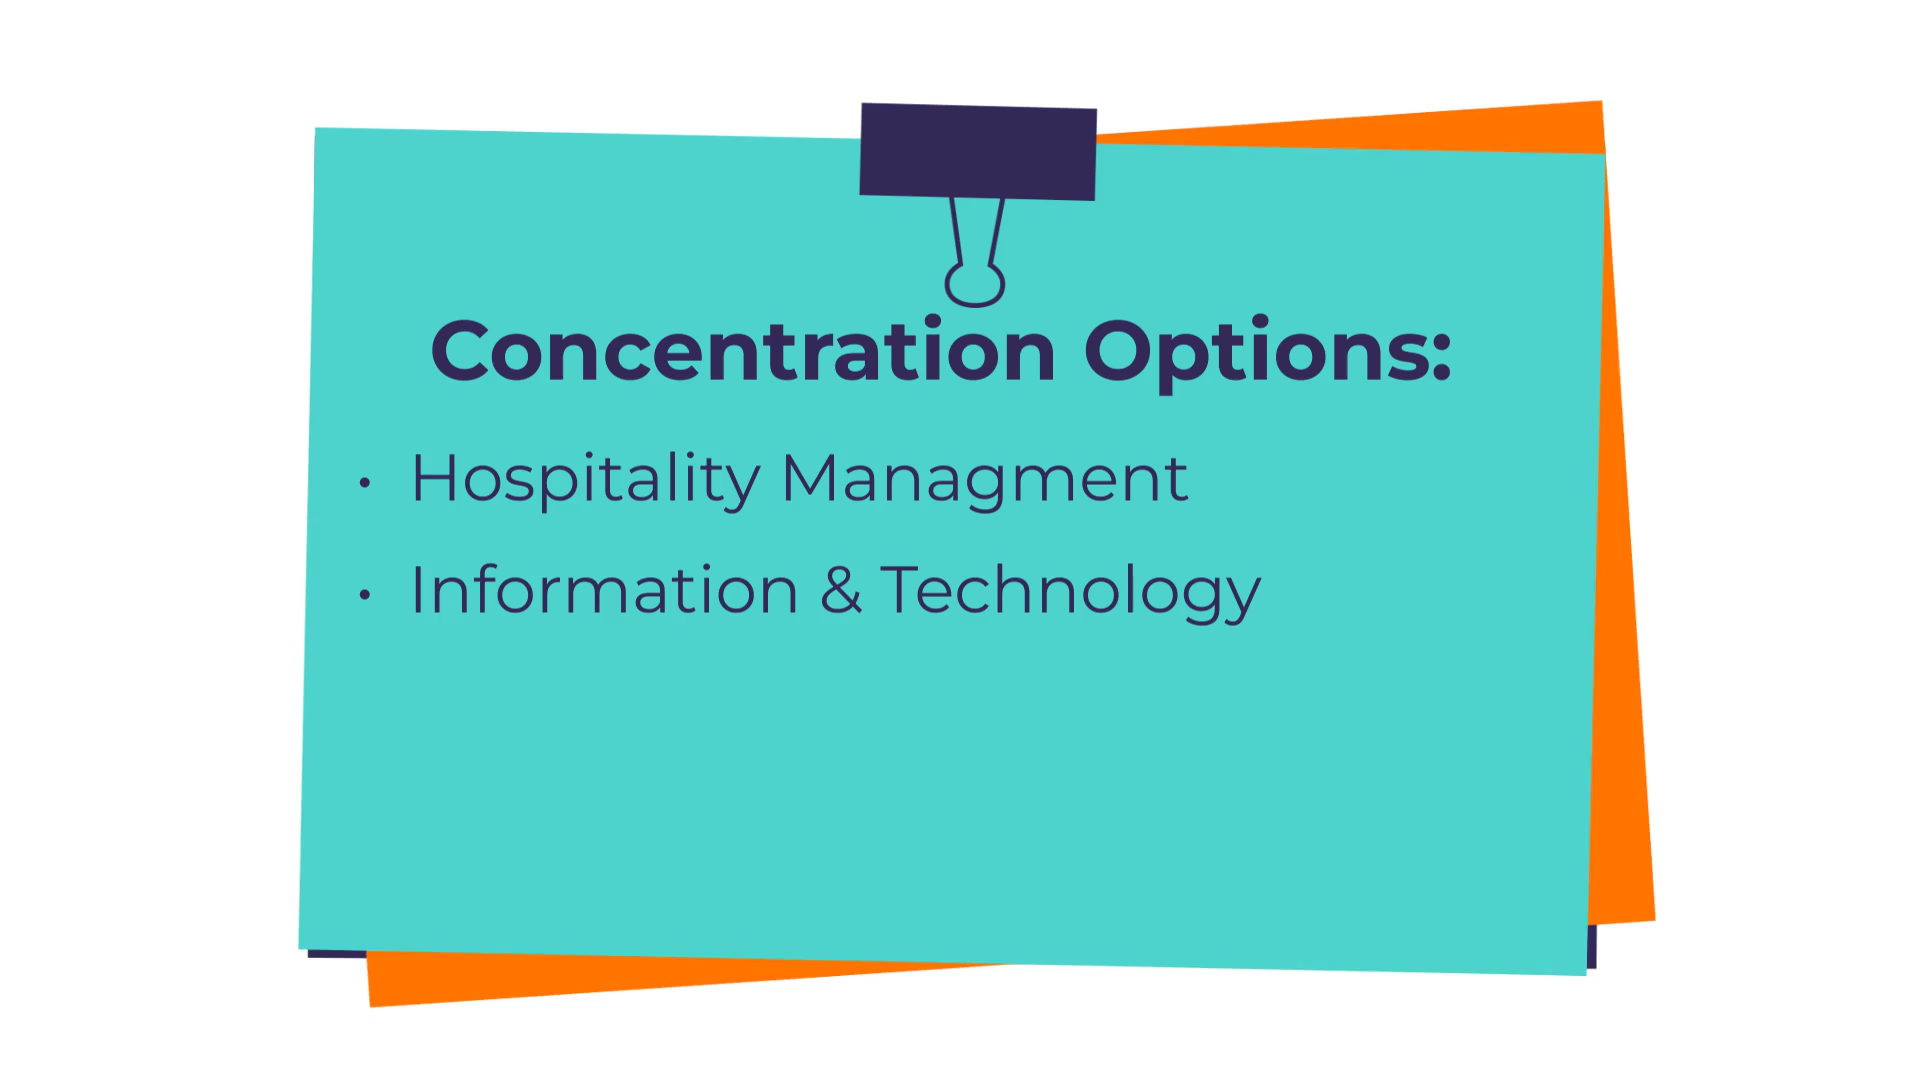 Concentration Options:
• Hospitality Managment
• Information & Technology